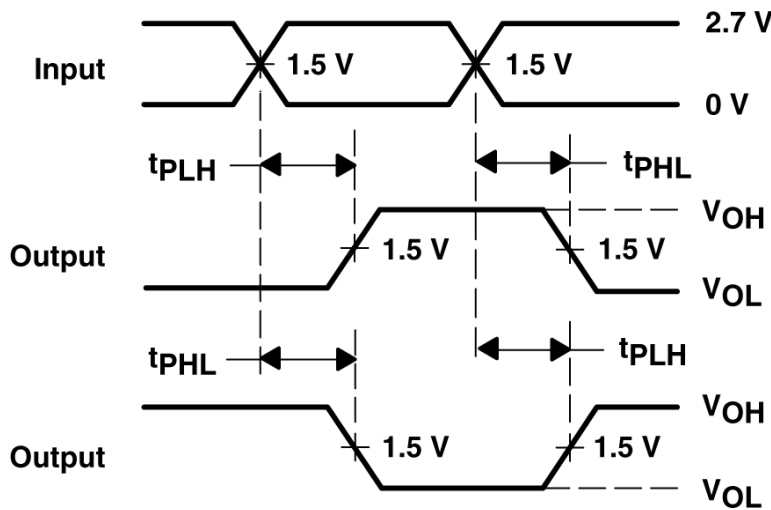 2.7 V
Input 1.5 V 1.5 V
0 V
tPLH tPHL
VOH
Output 1.5 V 1.5 V
VOL
tPHL tPLH
VOH
Output 1.5 V 1.5 V
VOL